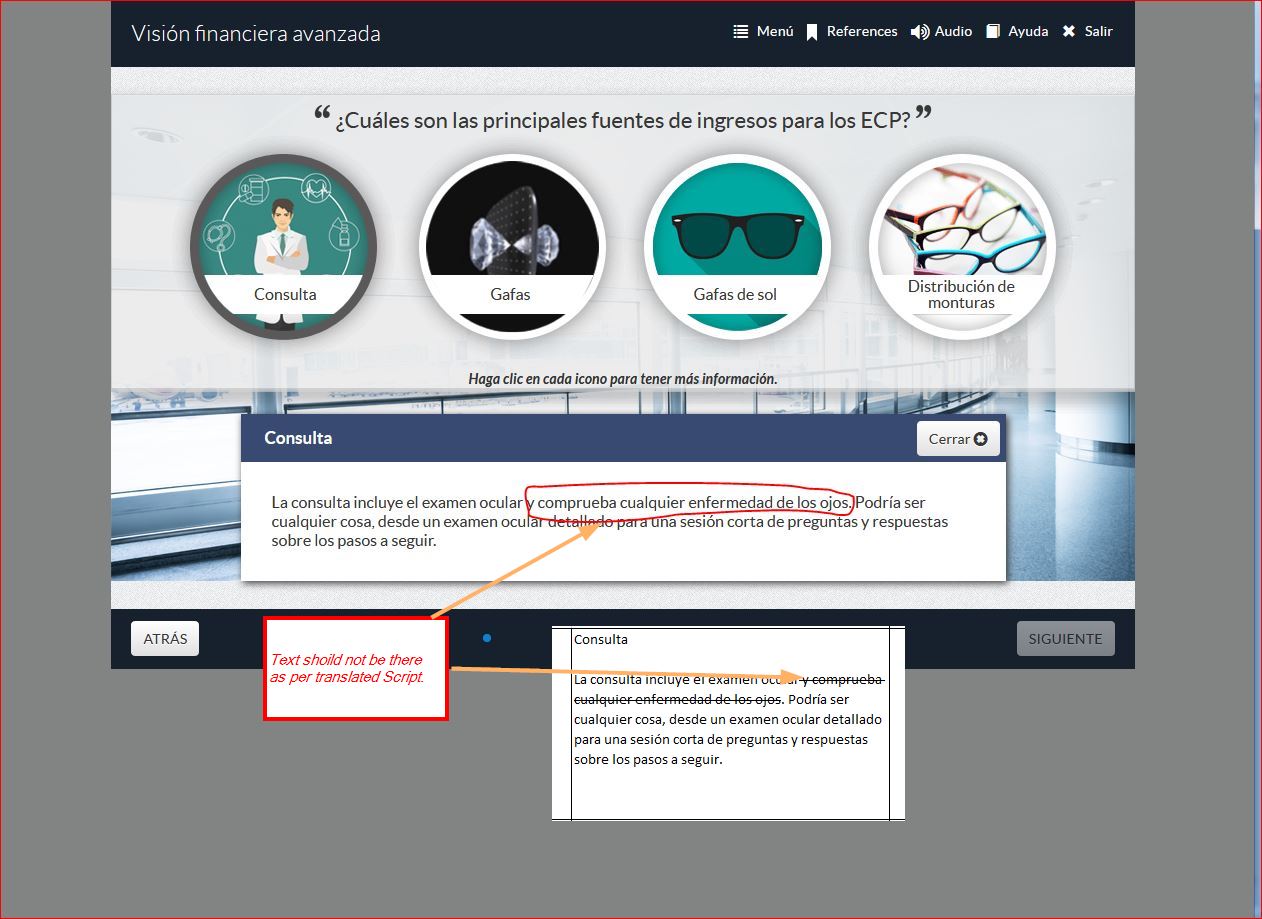 Visión financiera avanzada
Menú References Audio Ayuda Salir
“ ¿Cuáles son las principales fuentes de ingresos para los ECP? ”
Consulta
Gafas
Gafas de sol
Distribución de
monturas
Haga clic en cada icono para tener más información.
Consulta
Cerrar
La consulta incluye el examen ocular y comprueba cualquier enfermedad de los ojos. Podría ser
cualquier cosa, desde un examen ocular detallado para una sesión corta de preguntas y respuestas
sobre los pasos a seguir.
ATRÁS
SIGUIENTE
Text shoild not be there
as per translated Script.
Consulta
La consulta incluye el examen ocular y comprueba
cualquier enfermedad de los ojos. Podría ser
cualquier cosa, desde un examen ocular detallado
para una sesión corta de preguntas y respuestas
sobre los pasos a seguir.